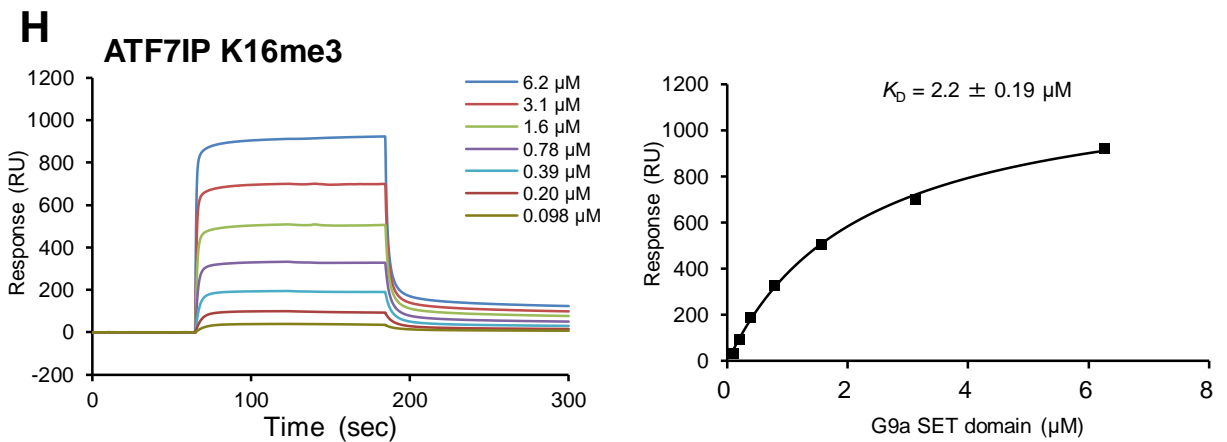 H
ATF7IP K16me3
1200
1000
800
600
400
200
0
-200
Response (RU)
0
100
200
300
Time (sec)
6.2 µM
3.1 µM
1.6 µM
0.78 µM
0.39 µM
0.20 µM
0.098 µM
1200
1000
800
600
400
200
0
Response (RU)
0
2
4
6
8
G9a SET domain (µM)
KD = 2.2 ± 0.19 µM